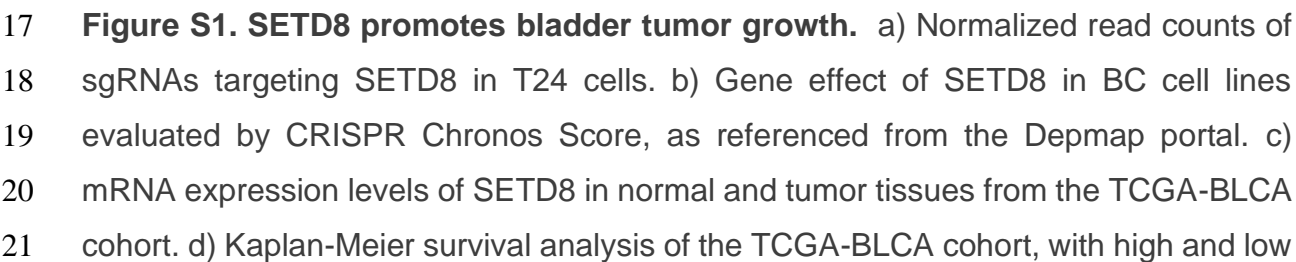 17 Figure S1. SETD8 promotes bladder tumor growth. a) Normalized read counts of
18 sgRNAs targeting SETD8 in T24 cells. b) Gene effect of SETD8 in BC cell lines
19 evaluated by CRISPR Chronos Score, as referenced from the Depmap portal. c)
20 mRNA expression levels of SETD8 in normal and tumor tissues from the TCGA-BLCA
21 cohort. d) Kaplan-Meier survival analysis of the TCGA-BLCA cohort, with high and low